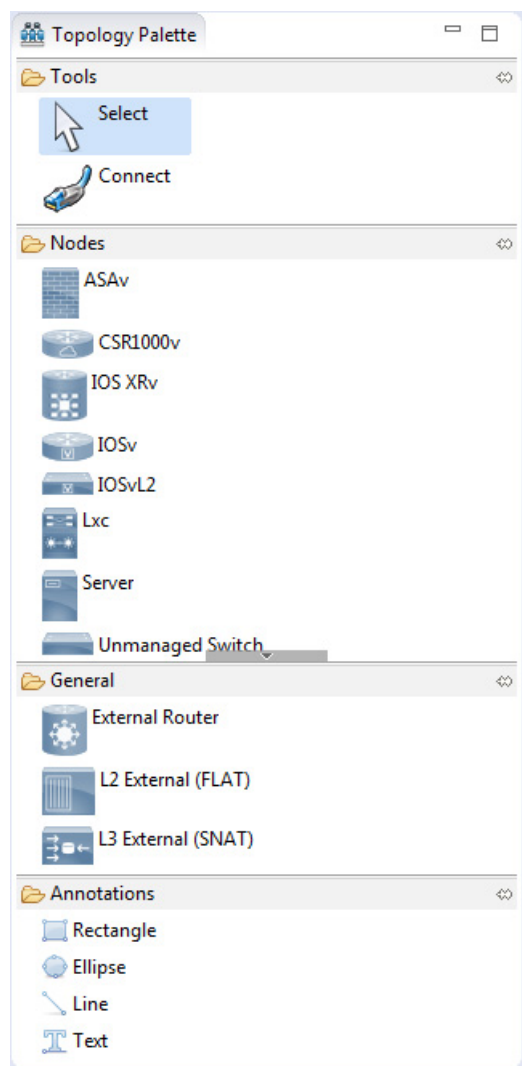 Topology Palette
Tools
Select
Connect
Nodes
ASAv
CSR1000v
IOS XRv
IOSv
IOSvL2
Lxc
Server
Unmanaged Switch
General
External Router
L2 External (FLAT)
L3 External (SNAT)
Annotations
Rectangle
Ellipse
Line
Text